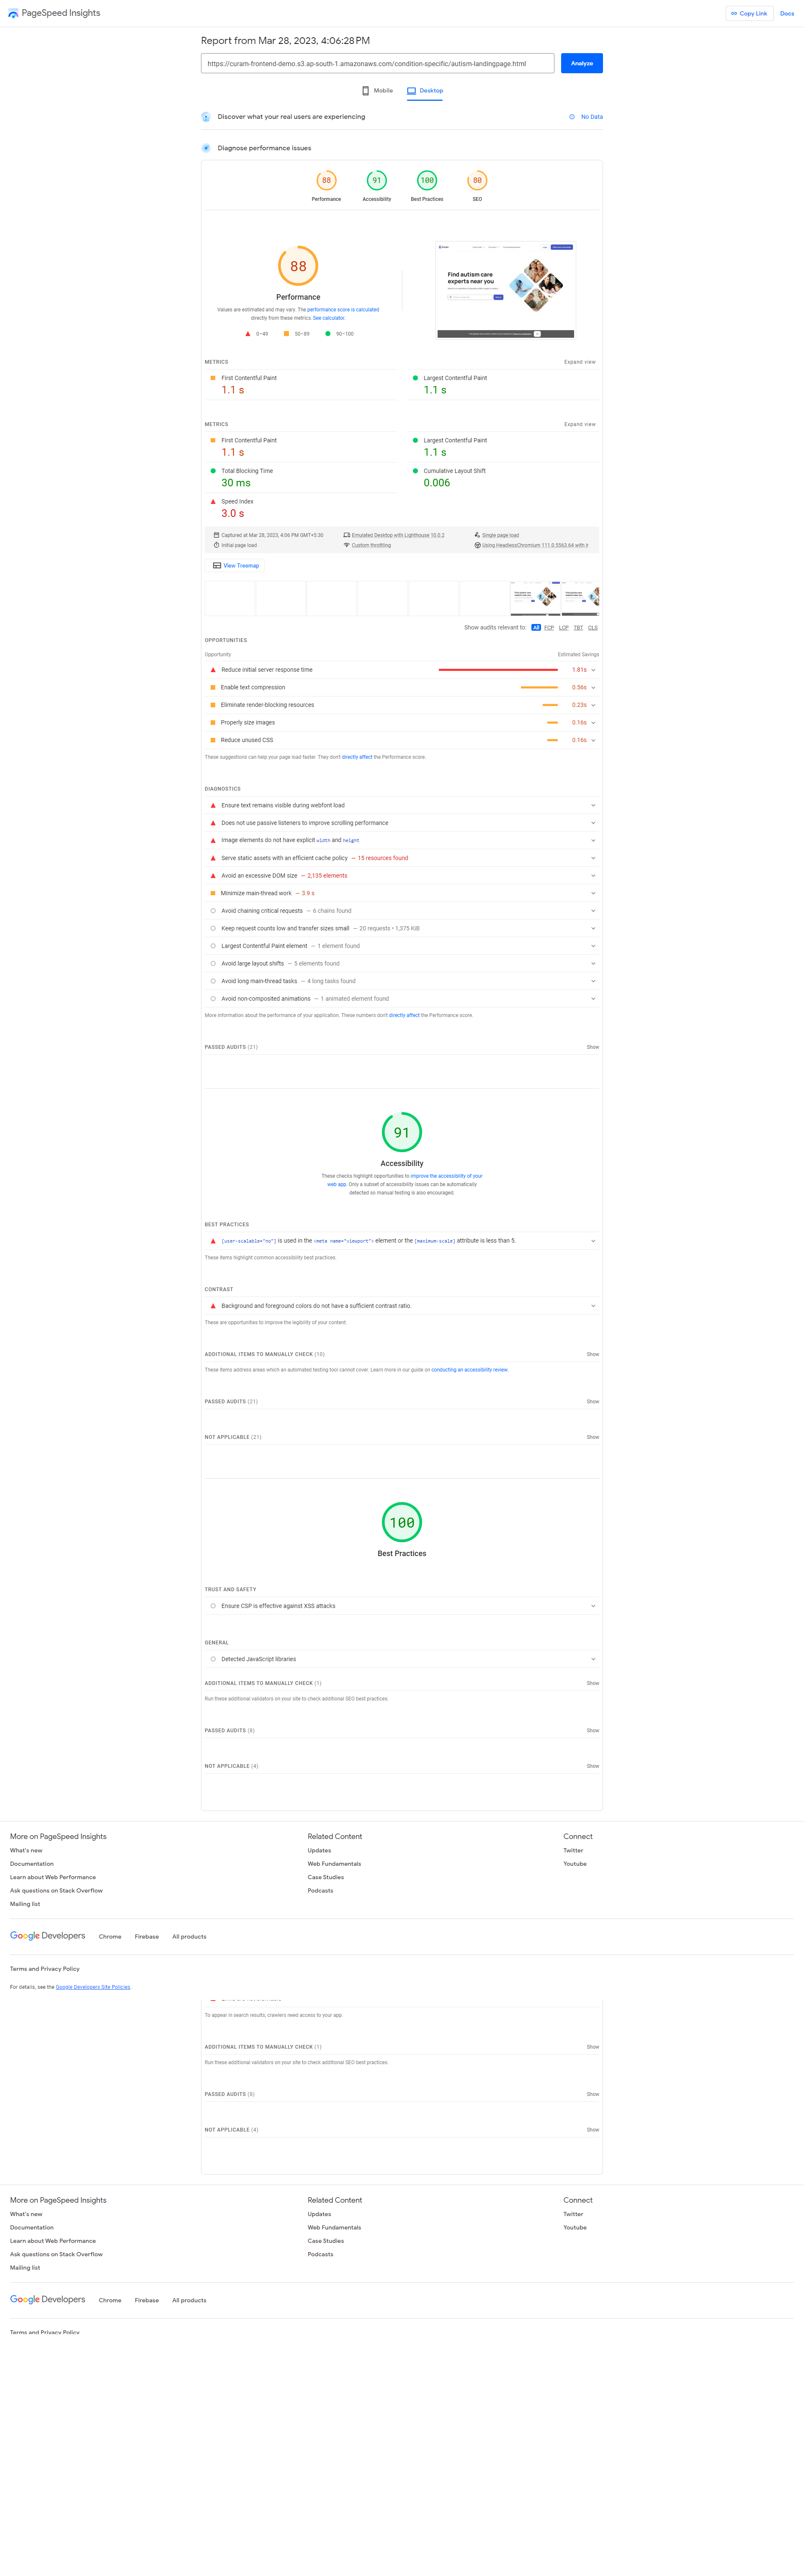 PageSpeed Insights
Copy Link
Docs
Report from Mar 28, 2023, 4:06:28 PM
https://curam-frontend-demo.s3.ap-south-1.amazonaws.com/condition-specific/autism-landingpage.html
Analyze
Mobile
Desktop
Discover what your real users are experiencing
No Data
Diagnose performance issues
88
91
100
80
Performance
Accessibility
Best Practices
SEO
88
Performance
Values are estimated and may vary. The performance score is calculated
directly from these metrics. See calculator.
0–49
50–89
90–100
Find autism care
experts near you
METRICS
Expand view
First Contentful Paint
1.1 s
Largest Contentful Paint
1.1 s
METRICS
Expand view
First Contentful Paint
1.1 s
Largest Contentful Paint
1.1 s
Total Blocking Time
30 ms
Cumulative Layout Shift
0.006
Speed Index
3.0 s
Captured at Mar 28, 2023, 4:06 PM GMT+5:30
Emulated Desktop with Lighthouse 10.0.2
Single page load
Initial page load
Custom throttling
Using HeadlessChromium 111.0.5563.64 with lr
View Treemap
Show audits relevant to:
All
FCP
LCP
TBT
CLS
OPPORTUNITIES
Opportunity
Estimated Savings
Reduce initial server response time
1.81s
Enable text compression
0.56s
Eliminate render-blocking resources
0.23s
Properly size images
0.16s
Reduce unused CSS
0.16s
These suggestions can help your page load faster. They don't directly affect the Performance score.
DIAGNOSTICS
Ensure text remains visible during webfont load
Does not use passive listeners to improve scrolling performance
Image elements do not have explicit width and height
Serve static assets with an efficient cache policy — 15 resources found
Avoid an excessive DOM size — 2,135 elements
Minimize main-thread work — 3.9 s
Avoid chaining critical requests — 6 chains found
Keep request counts low and transfer sizes small — 20 requests • 1,375 KiB
Largest Contentful Paint element — 1 element found
Avoid large layout shifts — 5 elements found
Avoid long main-thread tasks — 4 long tasks found
Avoid non-composited animations — 1 animated element found
More information about the performance of your application. These numbers don't directly affect the Performance score.
PASSED AUDITS (21)
Show
91
Accessibility
These checks highlight opportunities to improve the accessibility of your
web app. Only a subset of accessibility issues can be automatically
detected so manual testing is also encouraged.
BEST PRACTICES
[user-scalable="no"] is used in the <meta name="viewport"> element or the [maximum-scale] attribute is less than 5.
These items highlight common accessibility best practices.
CONTRAST
Background and foreground colors do not have a sufficient contrast ratio.
These are opportunities to improve the legibility of your content.
ADDITIONAL ITEMS TO MANUALLY CHECK (10)
Show
These items address areas which an automated testing tool cannot cover. Learn more in our guide on conducting an accessibility review.
PASSED AUDITS (21)
Show
NOT APPLICABLE (21)
Show
100
Best Practices
TRUST AND SAFETY
Ensure CSP is effective against XSS attacks
GENERAL
Detected JavaScript libraries
ADDITIONAL ITEMS TO MANUALLY CHECK (1)
Show
Run these additional validators on your site to check additional SEO best practices.
PASSED AUDITS (8)
Show
NOT APPLICABLE (4)
Show
More on PageSpeed Insights
What's new
Documentation
Learn about Web Performance
Ask questions on Stack Overflow
Mailing list
Related Content
Updates
Web Fundamentals
Case Studies
Podcasts
Connect
Twitter
Youtube
Google Developers
Chrome
Firebase
All products
Terms and Privacy Policy
For details, see the Google Developers Site Policies.
To appear in search results, crawlers need access to your app.
ADDITIONAL ITEMS TO MANUALLY CHECK (1)
Show
Run these additional validators on your site to check additional SEO best practices.
PASSED AUDITS (8)
Show
NOT APPLICABLE (4)
Show
More on PageSpeed Insights
What's new
Documentation
Learn about Web Performance
Ask questions on Stack Overflow
Mailing list
Related Content
Updates
Web Fundamentals
Case Studies
Podcasts
Connect
Twitter
Youtube
Google Developers
Chrome
Firebase
All products
Terms and Privacy Policy